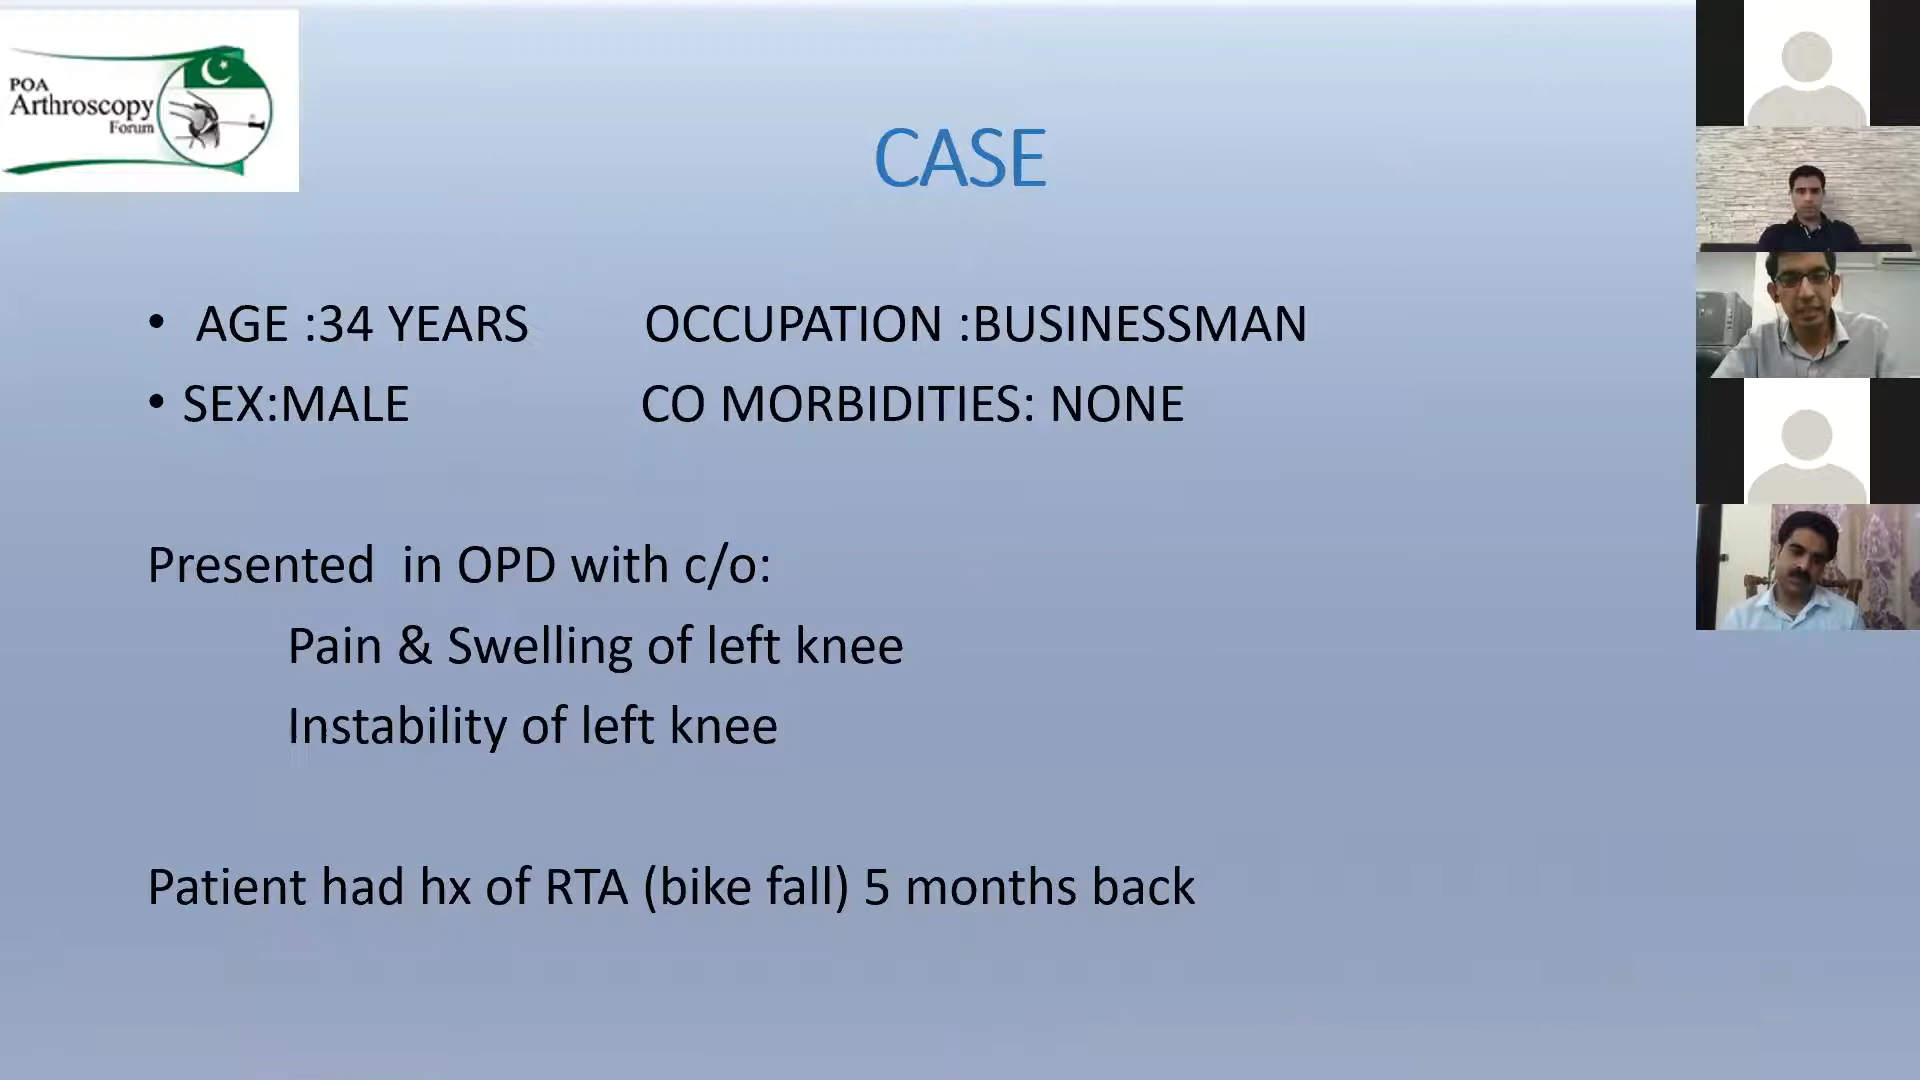 POA
Arthroscopy
Forum
CASE
• AGE :34 YEARS OCCUPATION :BUSINESSMAN
• SEX:MALE CO MORBIDITIES: NONE
Presented in OPD with c/o:
Pain & Swelling of left knee
Instability of left knee
Patient had hx of RTA (bike fall) 5 months back